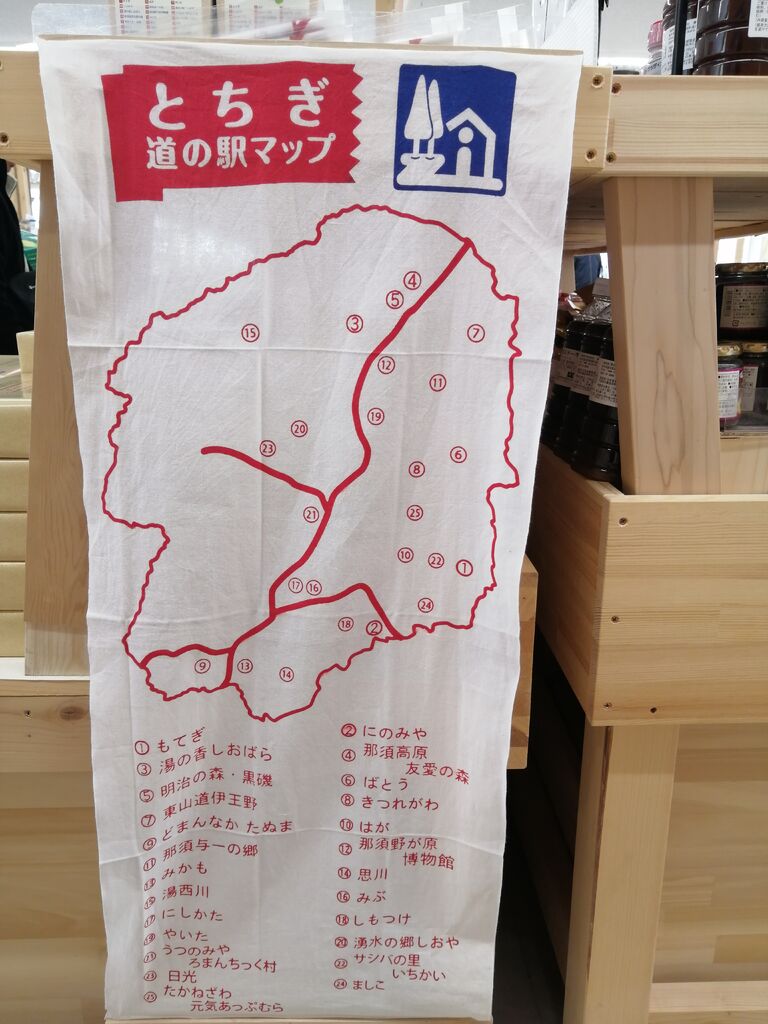 とちぎ
道の駅マップ
④
⑤
③
⑮
⑦
⑫
⑪
⑲
⑳
㉓
⑥
⑧
㉑
㉕
⑩
㉒
①
⑰
⑯
㉔
⑱
②
⑨
⑬
⑭
① もてぎ
③ 湯の香しおばら
⑤ 明治の森・黒磯
⑦ 東山道伊王野
⑨ どまんなか たぬま
⑪ 那須与一の郷
⑬ みかも
⑮ 湯西川
⑰ にしかた
⑲ やいた
㉑ うつのみや
ろまんちっく村
㉓ 日光
㉕ たかねざわ
元気あっぷむら
② にのみや
④ 那須高原
友愛の森
⑥ ばとう
⑧ きつれがわ
⑩ はが
⑫ 那須野が原
博物館
⑭ 思川
⑯ みぶ
⑱ しもつけ
⑳ 湧水の郷しおや
㉒ サシバの里
いちかい
㉔ ましこ